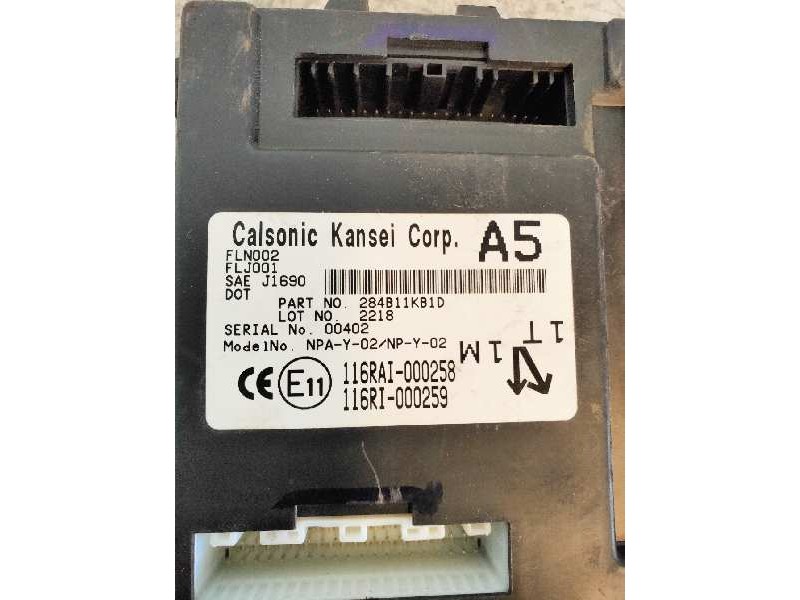 Calsonic Kansei Corp. A5
FLN002
FLJ001
SAE J1690
DOT
PART NO. 284B11KB1D
LOT NO. 2218
SERIAL No. 00402
ModelNo. NPA-Y-02/NP-Y-02
1M
1T
CE E11 116RAI-000258
116RI-000259